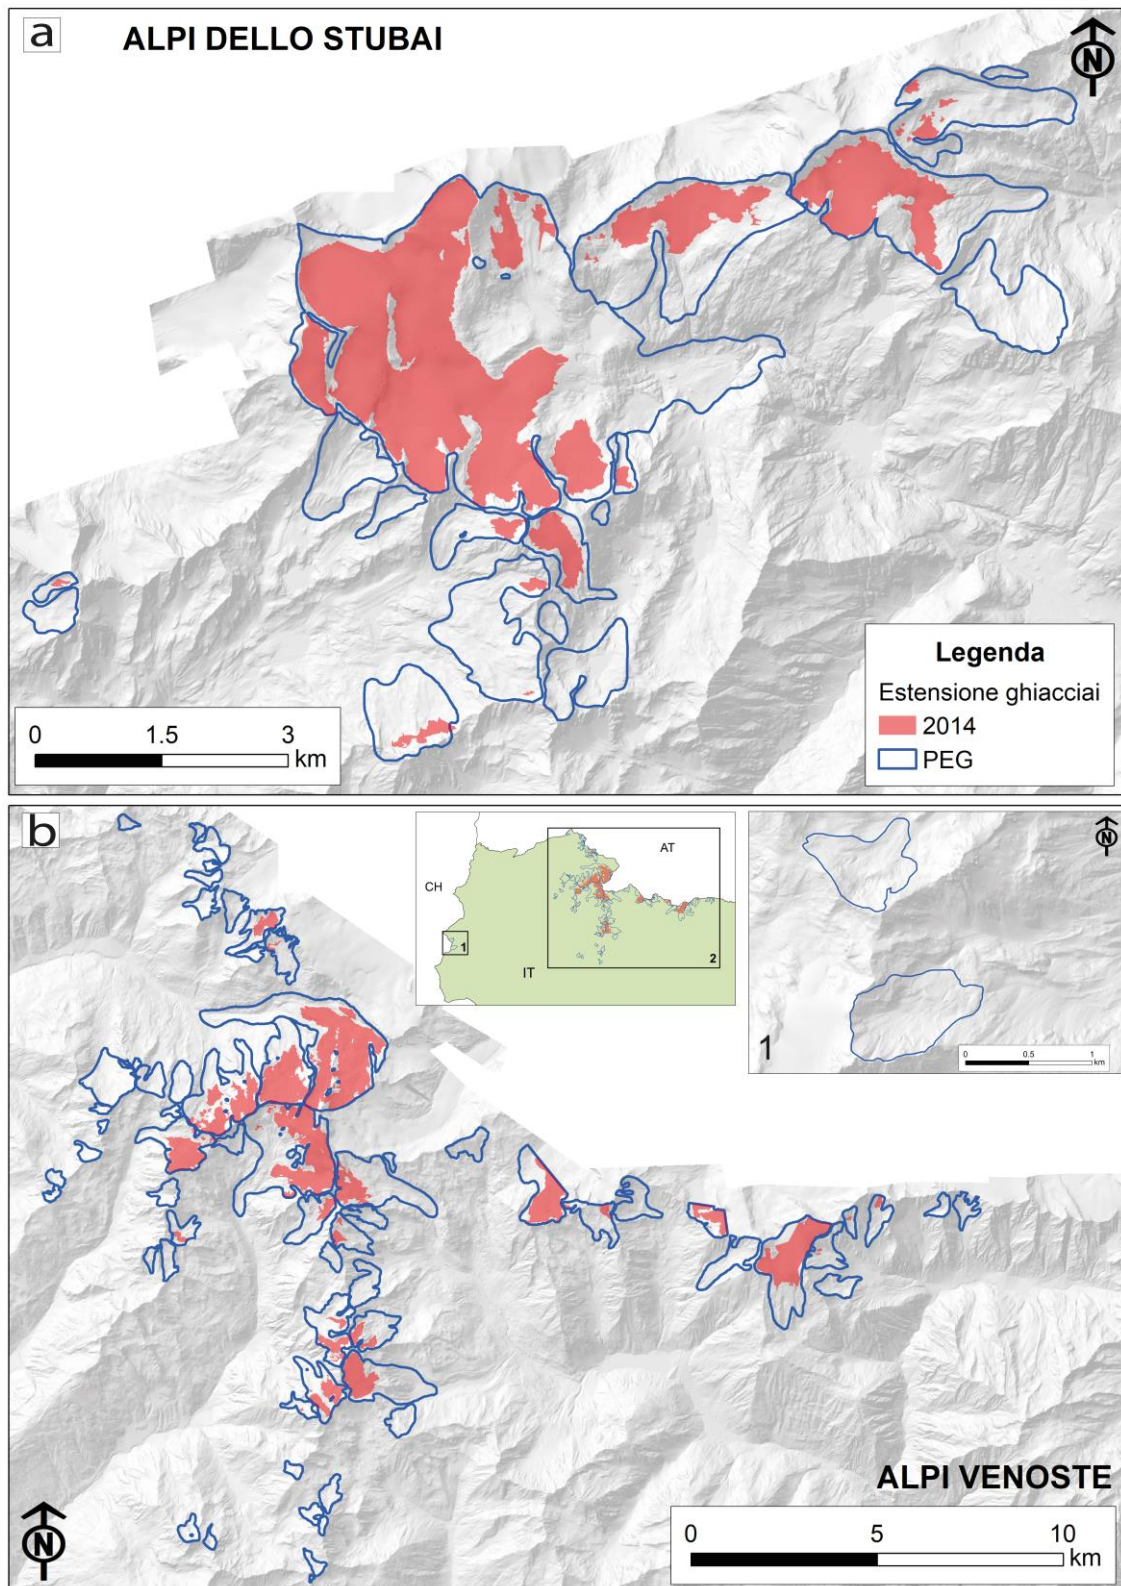 a
ALPI DELLO STUBAI
N
Legenda
Estensione ghiacciai
2014
PEG
0 1.5 3
km
b
CH
AT
IT
1
2
N
1
0 0.5 1
km
ALPI VENOSTE
N
0 5 10
km